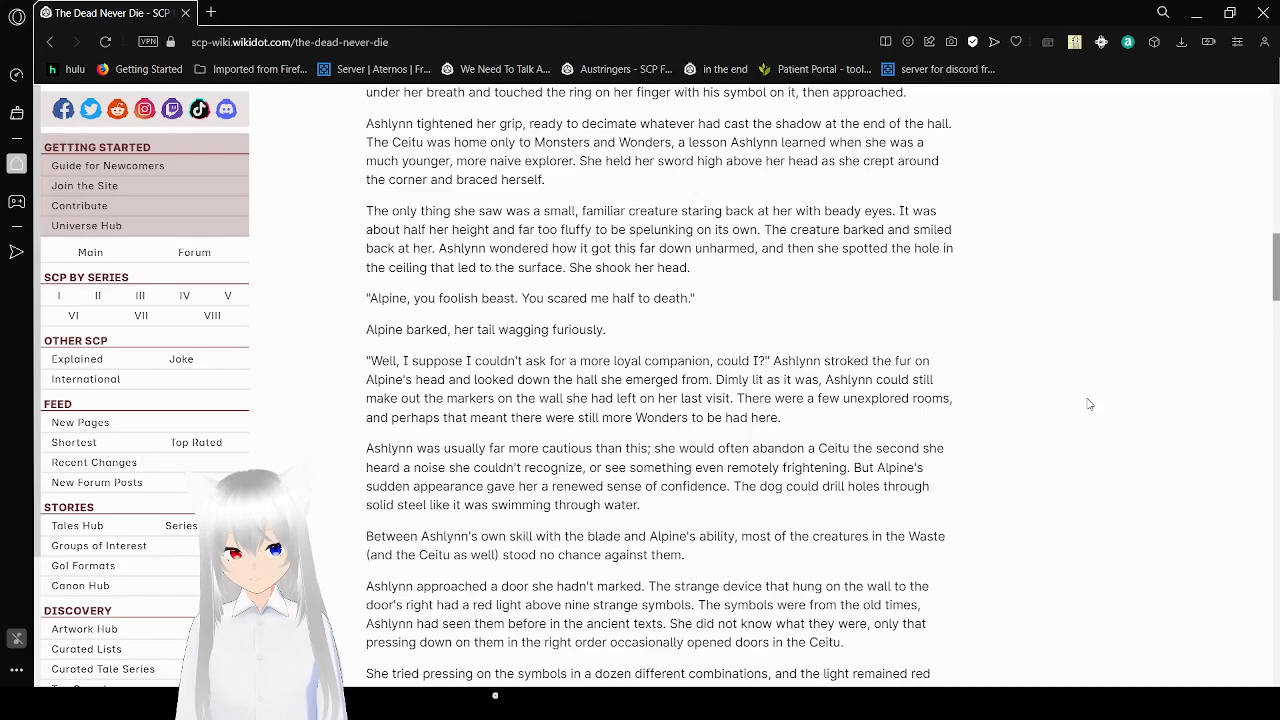 The Dead Never Die - SCP
scp-wiki.wikidot.com/the-dead-never-die
VPN
hulu
Getting Started
Imported from Firef...
Server | Aternos | Fr...
We Need To Talk A...
Austringers - SCP F...
in the end
Patient Portal - tool...
server for discord fr...
GETTING STARTED
Guide for Newcomers
Join the Site
Contribute
Universe Hub
Main Forum
SCP BY SERIES
I II III IV V
VI VII VIII
OTHER SCP
Explained Joke
International
FEED
New Pages
Shortest Top Rated
Recent Changes
New Forum Posts
STORIES
Tales Hub Series
Groups of Interest
GoI Formats
Canon Hub
DISCOVERY
Artwork Hub
Curated Lists
Curated Tale Series
under her breath and touched the ring on her finger with his symbol on it, then approached.
Ashlynn tightened her grip, ready to decimate whatever had cast the shadow at the end of the hall.
The Ceitu was home only to Monsters and Wonders, a lesson Ashlynn learned when she was a
much younger, more naive explorer. She held her sword high above her head as she crept around
the corner and braced herself.
The only thing she saw was a small, familiar creature staring back at her with beady eyes. It was
about half her height and far too fluffy to be spelunking on its own. The creature barked and smiled
back at her. Ashlynn wondered how it got this far down unharmed, and then she spotted the hole in
the ceiling that led to the surface. She shook her head.
"Alpine, you foolish beast. You scared me half to death."
Alpine barked, her tail wagging furiously.
"Well, I suppose I couldn't ask for a more loyal companion, could I?" Ashlynn stroked the fur on
Alpine's head and looked down the hall she emerged from. Dimly lit as it was, Ashlynn could still
make out the markers on the wall she had left on her last visit. There were a few unexplored rooms,
and perhaps that meant there were still more Wonders to be had here.
Ashlynn was usually far more cautious than this; she would often abandon a Ceitu the second she
heard a noise she couldn't recognize, or see something even remotely frightening. But Alpine's
sudden appearance gave her a renewed sense of confidence. The dog could drill holes through
solid steel like it was swimming through water.
Between Ashlynn's own skill with the blade and Alpine's ability, most of the creatures in the Waste
(and the Ceitu as well) stood no chance against them.
Ashlynn approached a door she hadn't marked. The strange device that hung on the wall to the
door's right had a red light above nine strange symbols. The symbols were from the old times,
Ashlynn had seen them before in the ancient texts. She did not know what they were, only that
pressing down on them in the right order occasionally opened doors in the Ceitu.
She tried pressing on the symbols in a dozen different combinations, and the light remained red